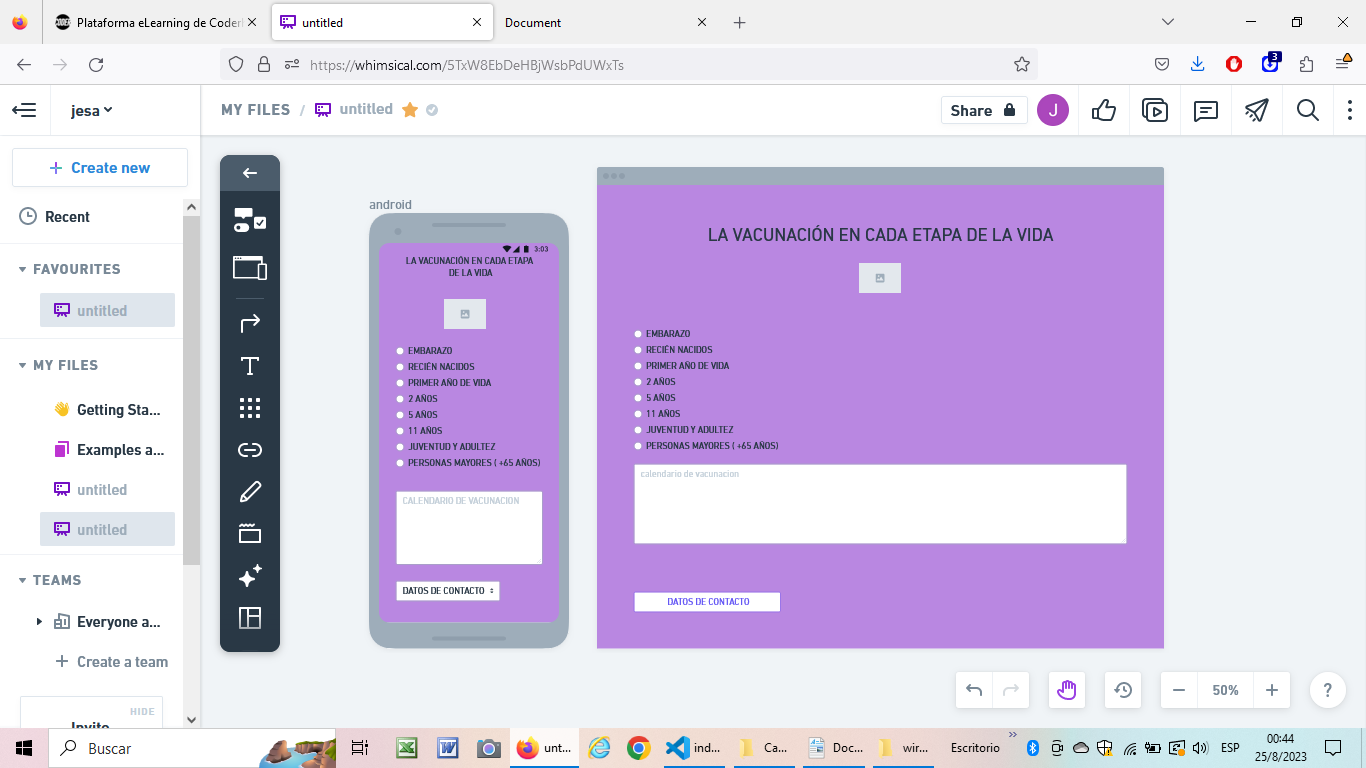 Plataforma eLearning de Coder
untitled
Document
https://whimsical.com/5TxW8EbDeHBjWsbPdUWxTs
3
jesa
MY FILES / untitled
Share
J
Create new
Recent
FAVOURITES
untitled
MY FILES
Getting Sta...
Examples a...
untitled
untitled
TEAMS
Everyone a...
Create a team
HIDE
Invite
android
3:03
LA VACUNACIÓN EN CADA ETAPA
DE LA VIDA
EMBARAZO
RECIÉN NACIDOS
PRIMER AÑO DE VIDA
2 AÑOS
5 AÑOS
11 AÑOS
JUVENTUD Y ADULTEZ
PERSONAS MAYORES ( +65 AÑOS)
CALENDARIO DE VACUNACION
DATOS DE CONTACTO
LA VACUNACIÓN EN CADA ETAPA DE LA VIDA
EMBARAZO
RECIÉN NACIDOS
PRIMER AÑO DE VIDA
2 AÑOS
5 AÑOS
11 AÑOS
JUVENTUD Y ADULTEZ
PERSONAS MAYORES ( +65 AÑOS)
calendario de vacunacion
DATOS DE CONTACTO
50%
?
Buscar
unt...
ind...
Ca...
Doc...
wir...
Escritorio
ESP
00:44
25/8/2023